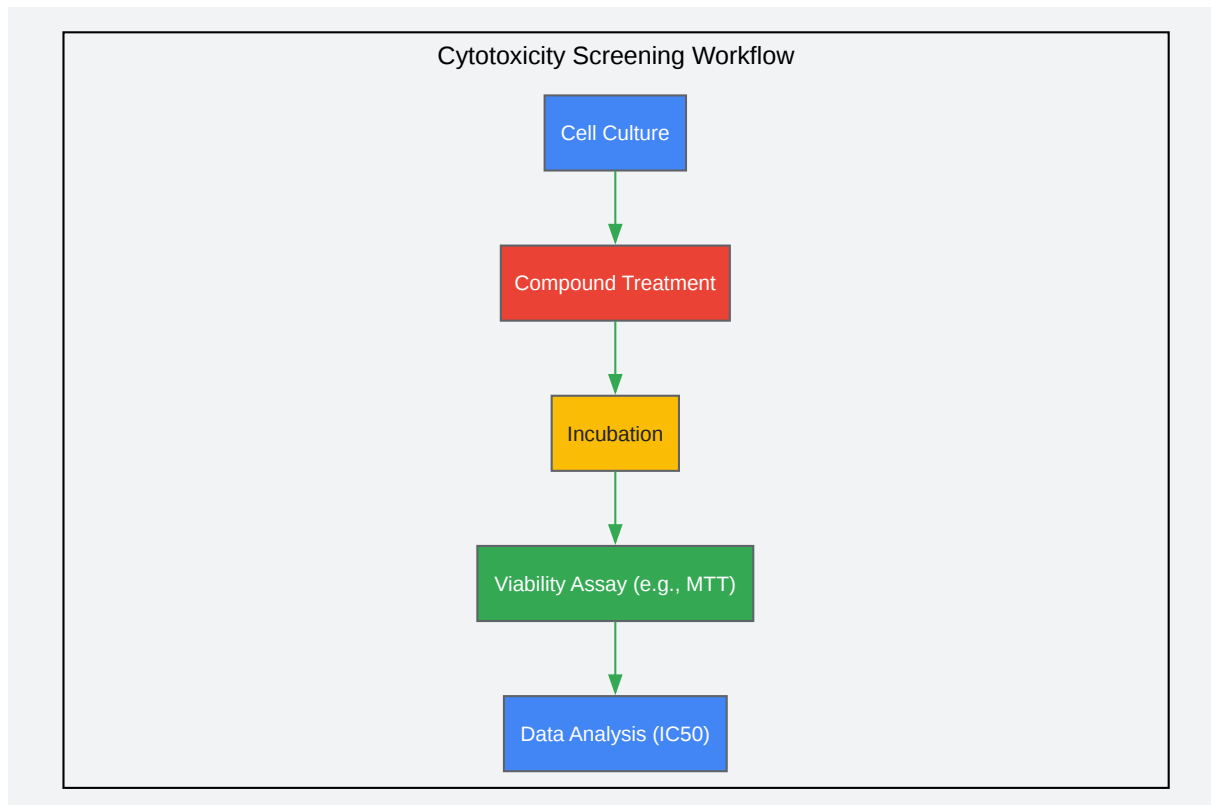 Cytotoxicity Screening Workflow
Cell Culture
Compound Treatment
Incubation
Viability Assay (e.g., MTT)
Data Analysis (IC50)